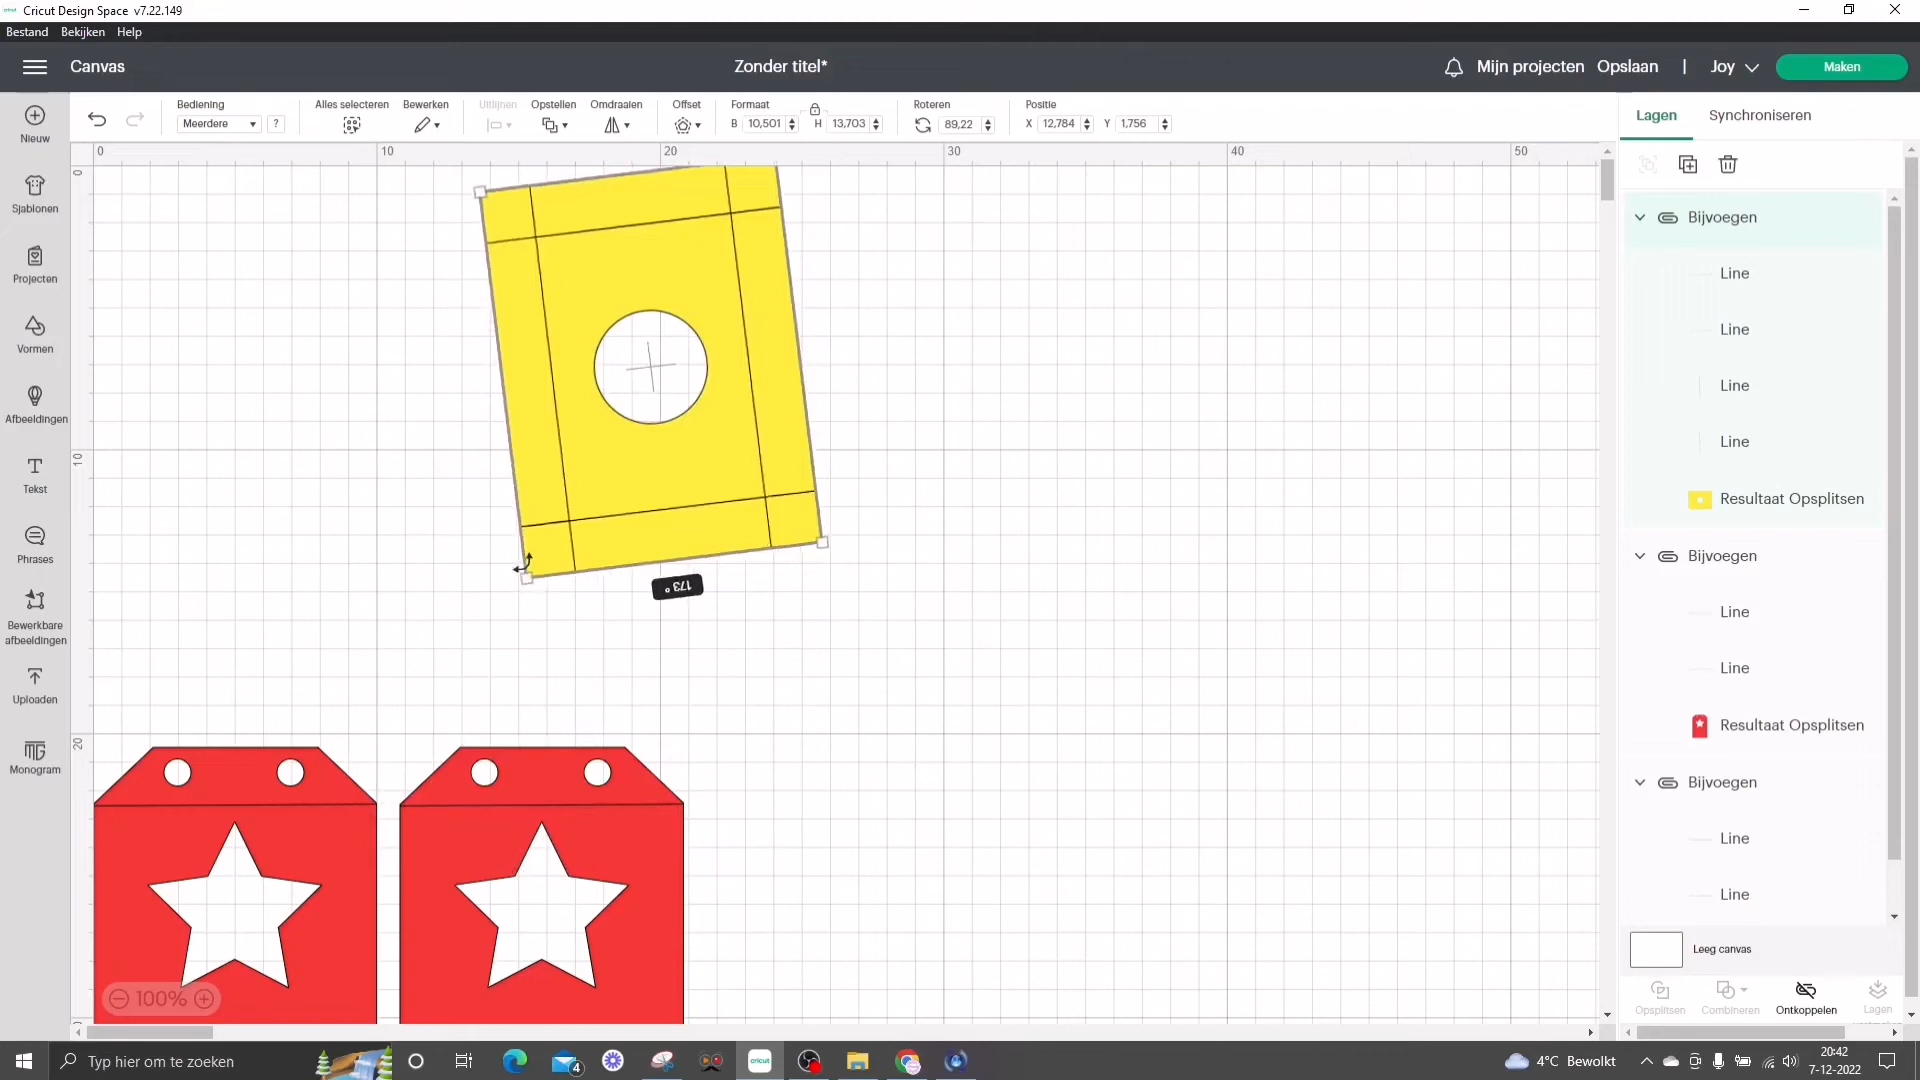 cricut Cricut Design Space v7.22.149
Bestand Bekijken Help
Canvas Zonder titel* Mijn projecten Opslaan | Joy Maken
Bediening Alles selecteren Bewerken Uitlijnen Opstellen Omdraaien Offset Formaat Roteren Positie
Meerdere ? B 10,501 H 13,703 89,22 X 12,784 Y 1,756
Lagen Synchroniseren
Nieuw
Sjablonen
Projecten
Vormen
Afbeeldingen
Tekst
Phrases
Bewerkbare
afbeeldingen
Uploaden
Monogram
0 10 20 30 40 50
0
10
20
173 °
100%
Bijvoegen
Line
Line
Line
Line
Resultaat Opsplitsen
Bijvoegen
Line
Line
Resultaat Opsplitsen
Bijvoegen
Line
Line
Leeg canvas
Opsplitsen Combineren Ontkoppelen Lagen
Typ hier om te zoeken
4
cricut
4°C Bewolkt
20:42
7-12-2022